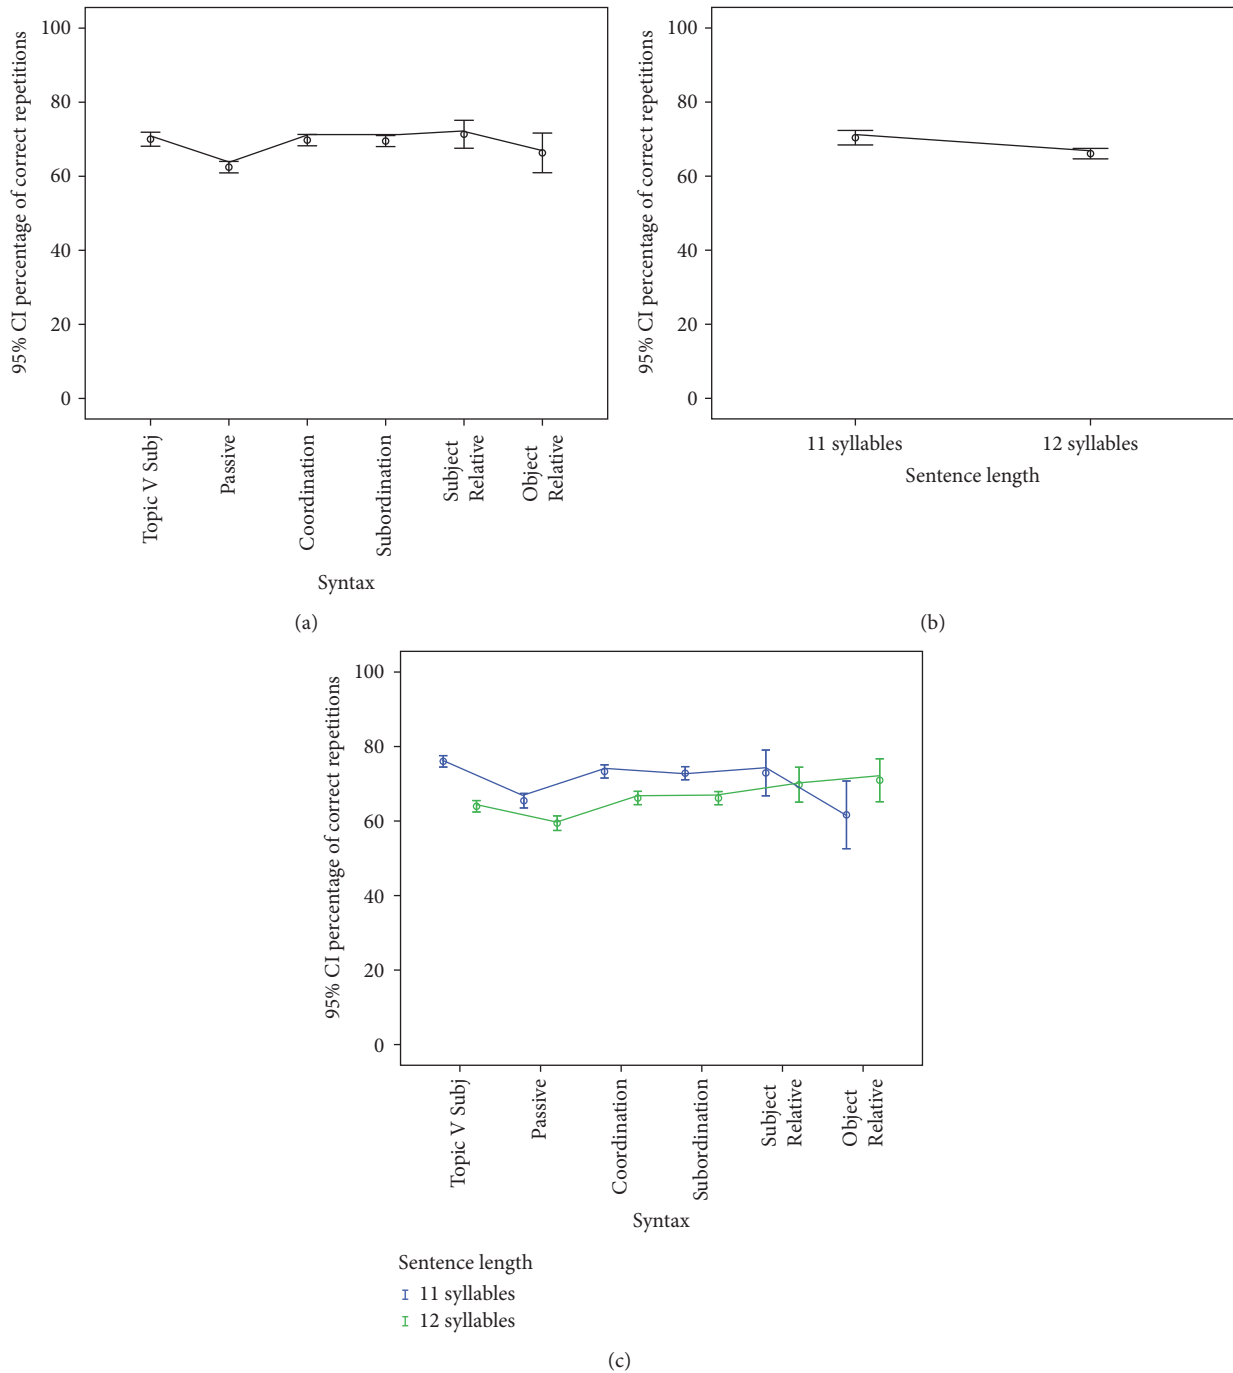 95% CI percentage of correct repetitions
100
80
60
40
20
0
Topic V Subj
Passive
Coordination
Subordination
Subject
Relative
Object
Relative
Syntax
(a)
95% CI percentage of correct repetitions
100
80
60
40
20
0
11 syllables
12 syllables
Sentence length
(b)
95% CI percentage of correct repetitions
100
80
60
40
20
0
Topic V Subj
Passive
Coordination
Subordination
Subject
Relative
Object
Relative
Syntax
Sentence length
11 syllables
12 syllables
(c)